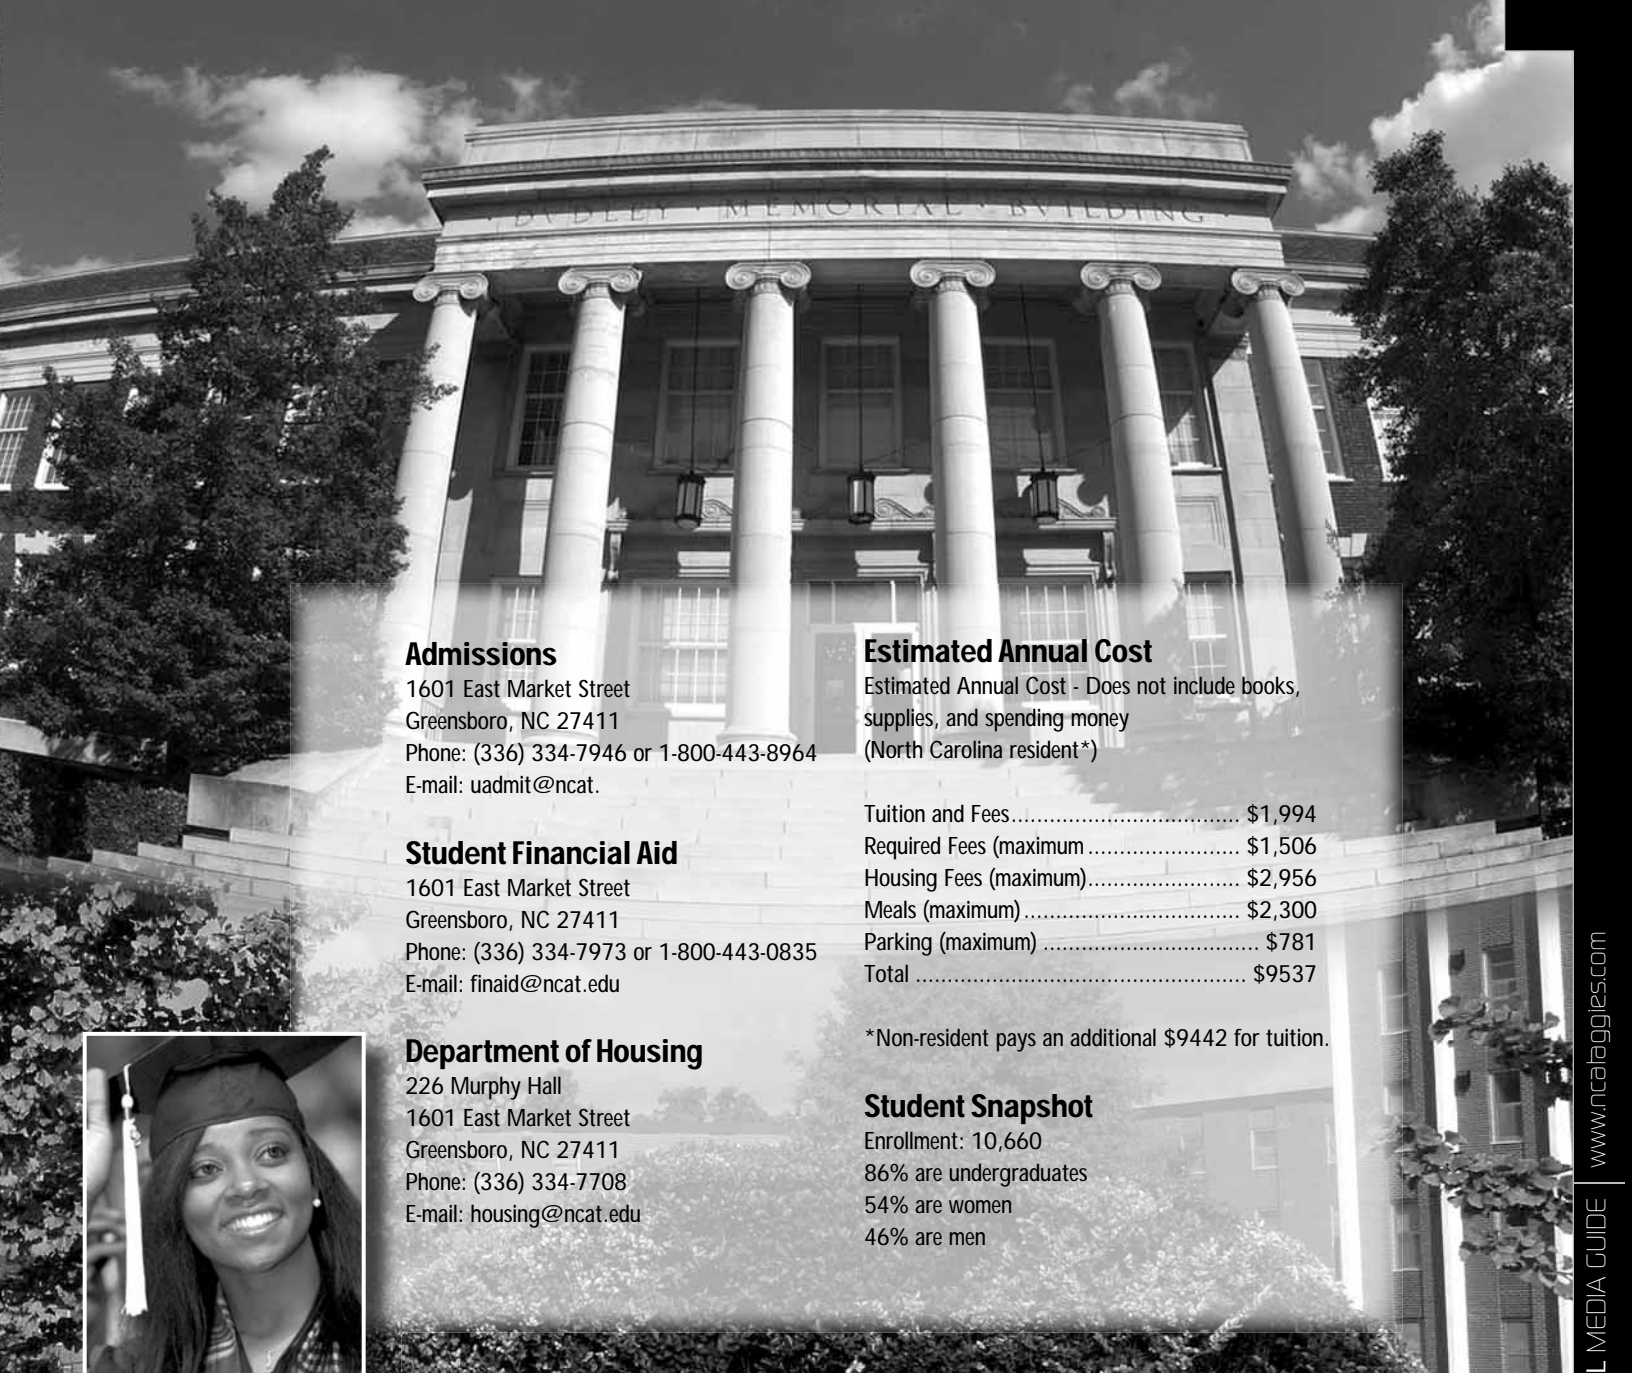 DVDLEY · MEMORIAL · BVILDING
Admissions
1601 East Market Street
Greensboro, NC 27411
Phone: (336) 334-7946 or 1-800-443-8964
E-mail: uadmit@ncat.
Student Financial Aid
1601 East Market Street
Greensboro, NC 27411
Phone: (336) 334-7973 or 1-800-443-0835
E-mail: finaid@ncat.edu
Department of Housing
226 Murphy Hall
1601 East Market Street
Greensboro, NC 27411
Phone: (336) 334-7708
E-mail: housing@ncat.edu
Estimated Annual Cost
Estimated Annual Cost - Does not include books,
supplies, and spending money
(North Carolina resident*)
Tuition and Fees.................................... $1,994
Required Fees (maximum ........................ $1,506
Housing Fees (maximum)........................ $2,956
Meals (maximum) .................................. $2,300
Parking (maximum) .................................. $781
Total .................................................... $9537
*Non-resident pays an additional $9442 for tuition.
Student Snapshot
Enrollment: 10,660
86% are undergraduates
54% are women
46% are men
L MEDIA GUIDE | www.ncataggies.com